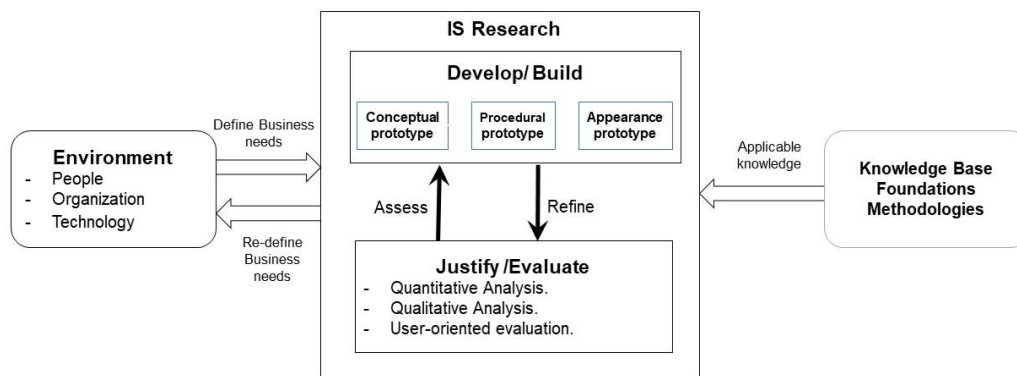 IS Research
Develop/ Build
Conceptual
prototype
Procedural
prototype
Appearance
prototype
Define Business
needs
Environment
- People
- Organization
- Technology
Re-define
Business
needs
Assess
Refine
Applicable
knowledge
Knowledge Base
Foundations
Methodologies
Justify /Evaluate
- Quantitative Analysis.
- Qualitative Analysis.
- User-oriented evaluation.